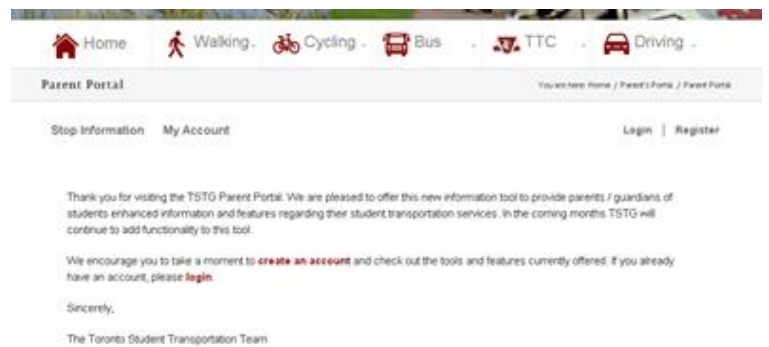 Home Walking. Cycling . Bus . TTC . Driving .
Parent Portal You are here: Home / Parent's Portal / Parent Portal
Stop Information My Account Login | Register
Thank you for visiting the TSTG Parent Portal. We are pleased to offer this new information tool to provide parents / guardians of
students enhanced information and features regarding their student transportation services. In the coming months TSTG will
continue to add functionality to this tool.
We encourage you to take a moment to create an account and check out the tools and features currently offered. If you already
have an account, please login.
Sincerely,
The Toronto Student Transportation Team